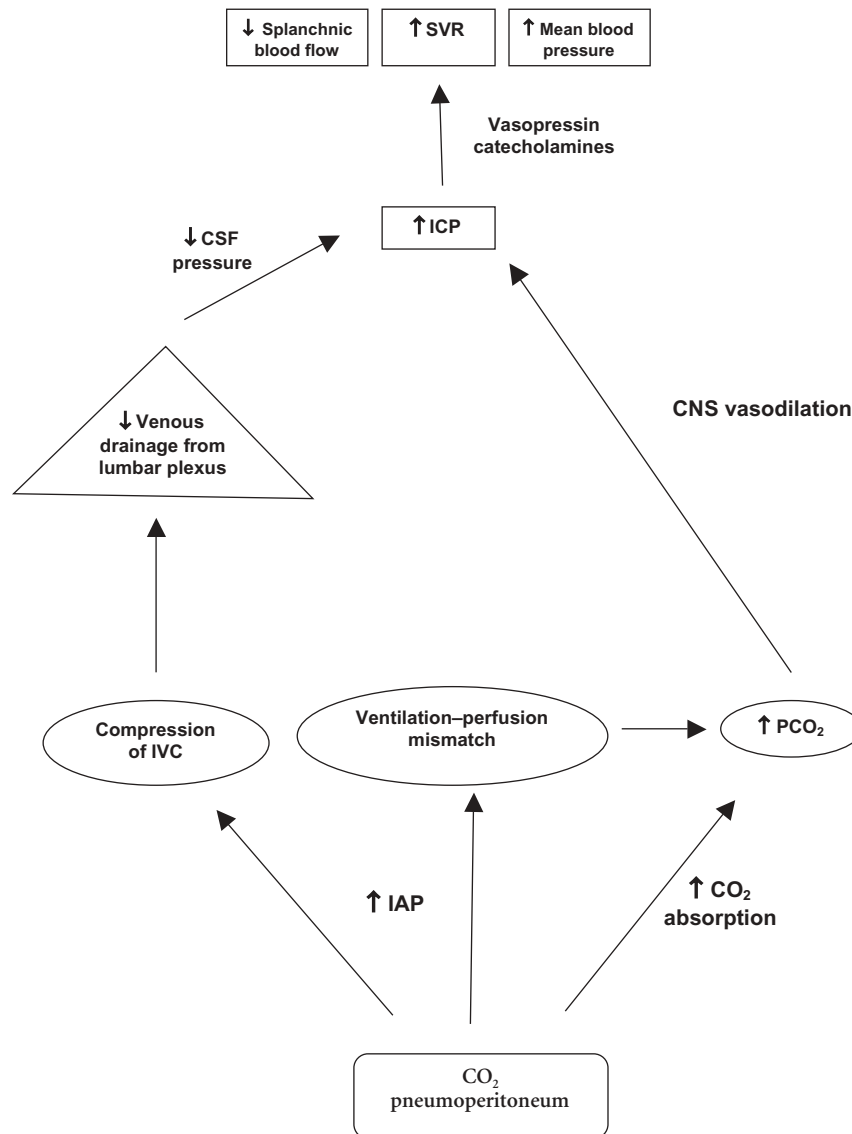 ↓ Splanchnic
blood flow
↑ SVR
↑ Mean blood
pressure
Vasopressin
catecholamines
↑ ICP
↓ CSF
pressure
CNS vasodilation
↓ Venous
drainage from
lumbar plexus
Compression
of IVC
Ventilation–perfusion
mismatch
↑ PCO₂
↑ IAP
↑ CO₂
absorption
CO₂
pneumoperitoneum